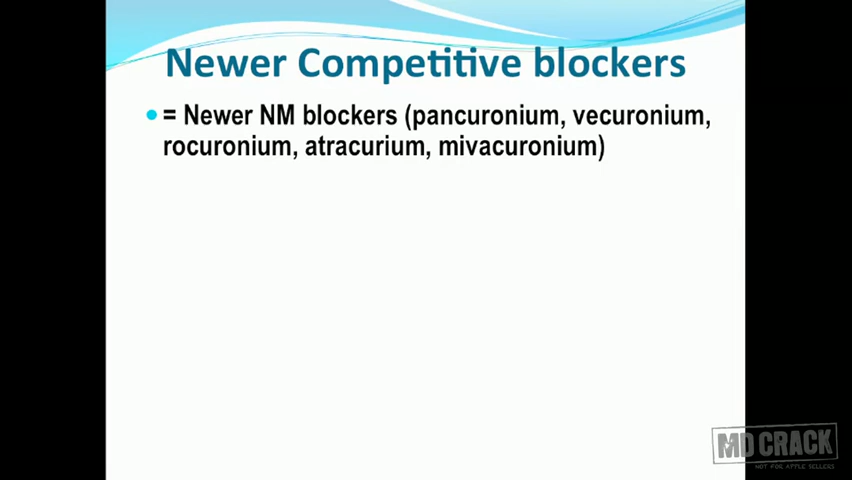 Newer Competitive blockers
= Newer NM blockers (pancuronium, vecuronium,
rocuronium, atracurium, mivacuronium)
MD CRACK
NOT FOR APPLE SELLERS